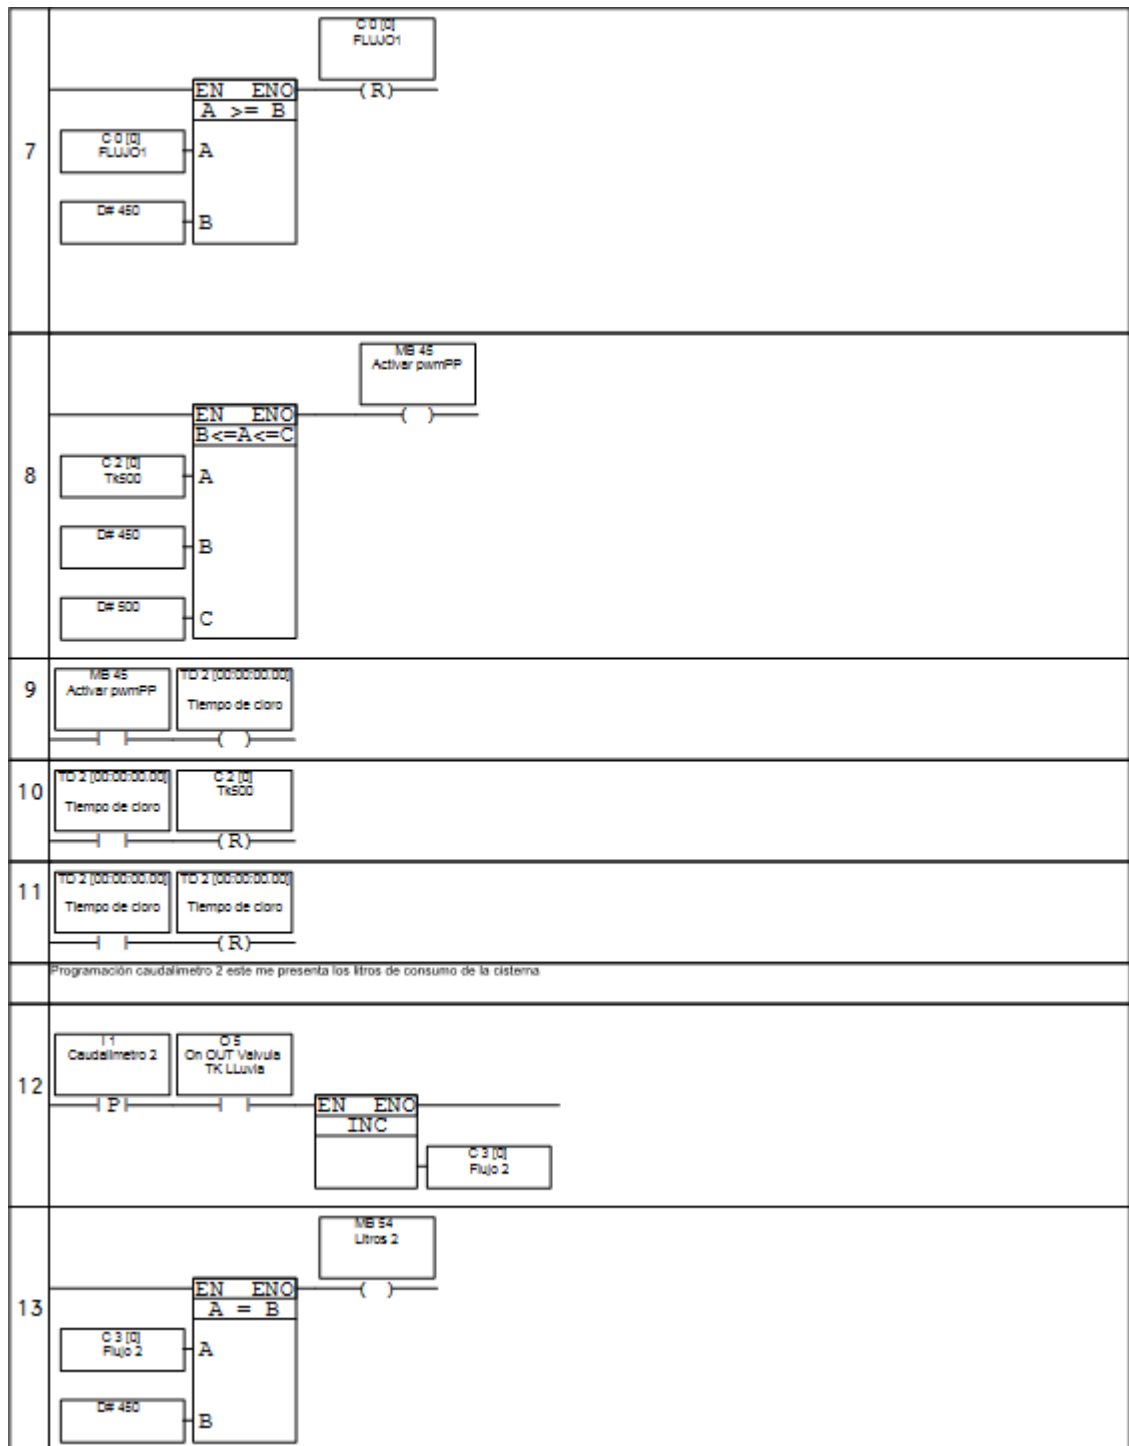 7
C 0 [0]
FLUJO1
(R)
EN ENO
A >= B
C 0 [0]
FLUJO1
A
D# 450
B
8
MB 45
Activar pwmPP
( )
EN ENO
B<=A<=C
C 2 [0]
Tk500
A
D# 450
B
D# 500
C
9
MB 45
Activar pwmPP
TD 2 [00:00:00.00]
Tiempo de cloro
( )
10
TD 2 [00:00:00.00]
Tiempo de cloro
C 2 [0]
Tk500
(R)
11
TD 2 [00:00:00.00]
Tiempo de cloro
TD 2 [00:00:00.00]
Tiempo de cloro
(R)
Programación caudalimetro 2 este me presenta los litros de consumo de la cisterna
12
I 1
Caudalimetro 2
P
O 5
On OUT Valvula
TK LLuvia
EN ENO
INC
C 3 [0]
Flujo 2
13
MB 54
Litros 2
( )
EN ENO
A = B
C 3 [0]
Flujo 2
A
D# 450
B